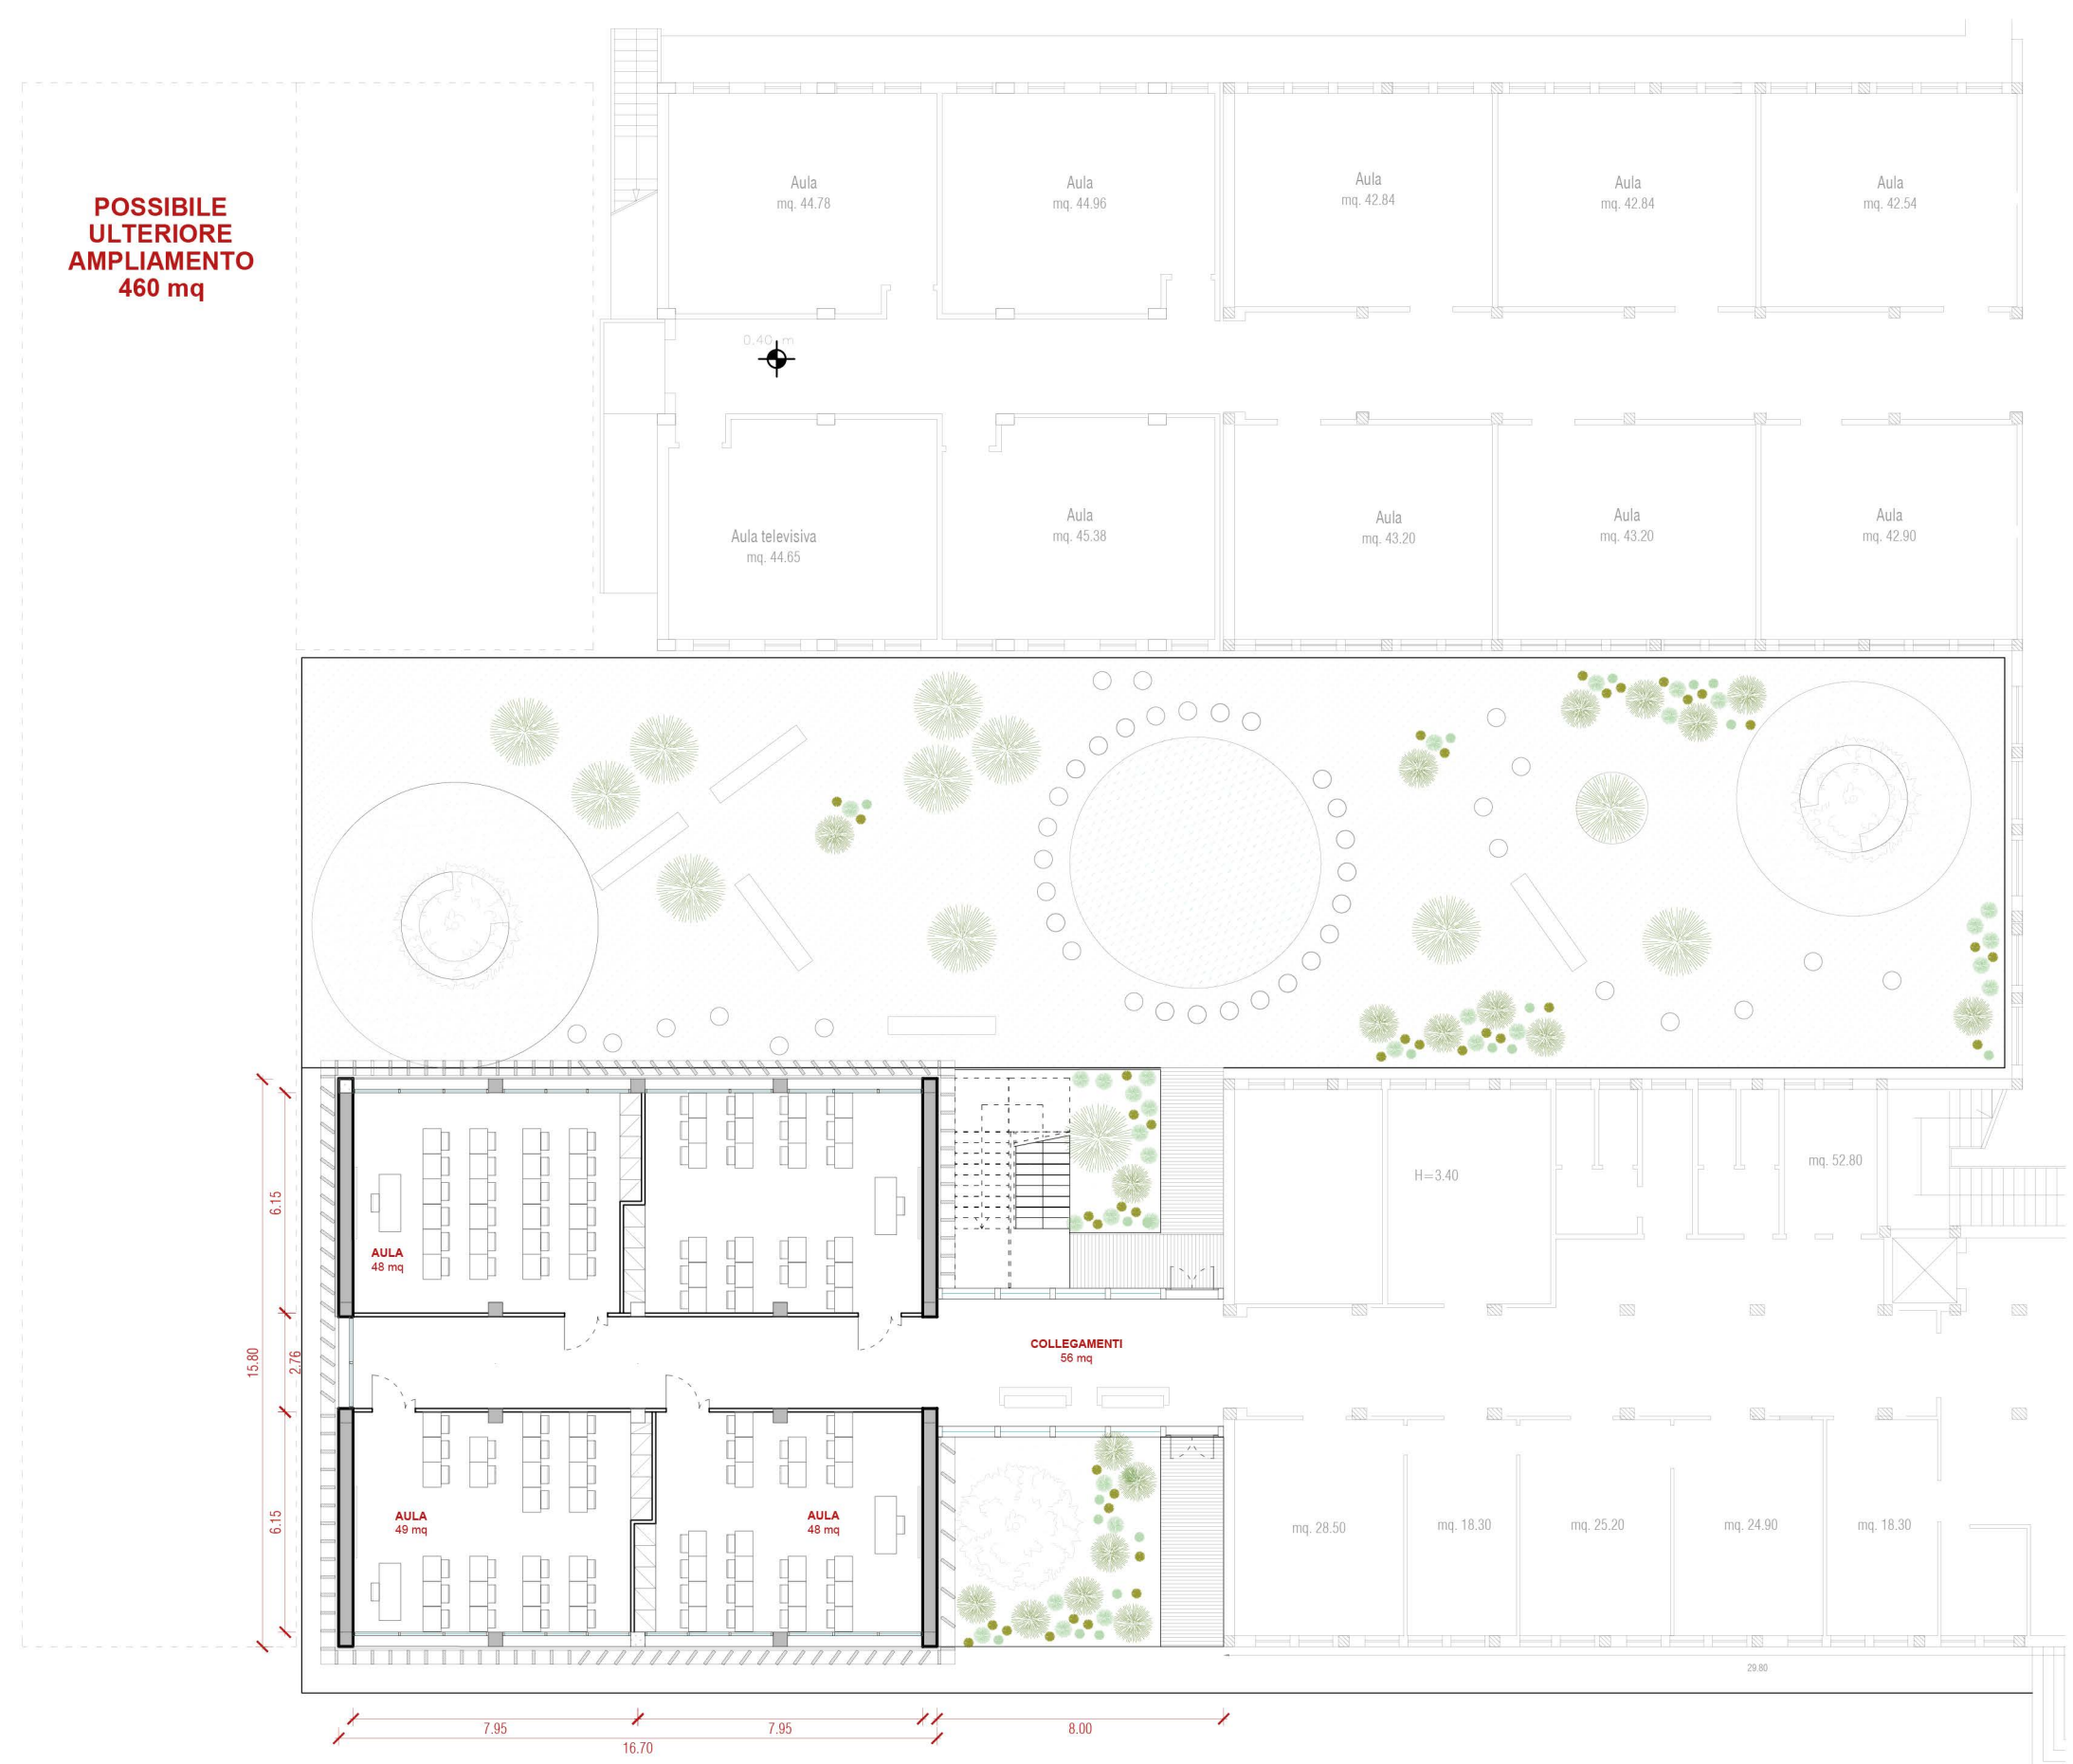 POSSIBILE
ULTERIORE
AMPLIAMENTO
460 mq
Aula
mq. 44.78
Aula
mq. 44.96
Aula
mq. 42.84
Aula
mq. 42.84
Aula
mq. 42.54
0.40 m
Aula televisiva
mq. 44.65
Aula
mq. 45.38
Aula
mq. 43.20
Aula
mq. 43.20
Aula
mq. 42.90
6.15
15.80
2.76
6.15
AULA
48 mq
H=3.40
mq. 52.80
COLLEGAMENTI
56 mq
AULA
49 mq
AULA
48 mq
mq. 28.50
mq. 18.30
mq. 25.20
mq. 24.90
mq. 18.30
29.80
7.95
7.95
8.00
16.70